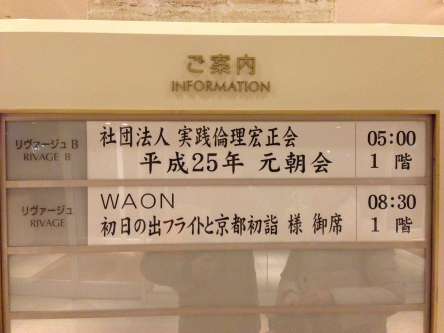 ご案内
INFORMATION
リヴァージュ B
RIVAGE B
社団法人 実践倫理宏正会
平成25年 元朝会
05:00
1 階
リヴァージュ
RIVAGE
WAON
初日の出フライトと京都初詣 様 御席
08:30
1 階